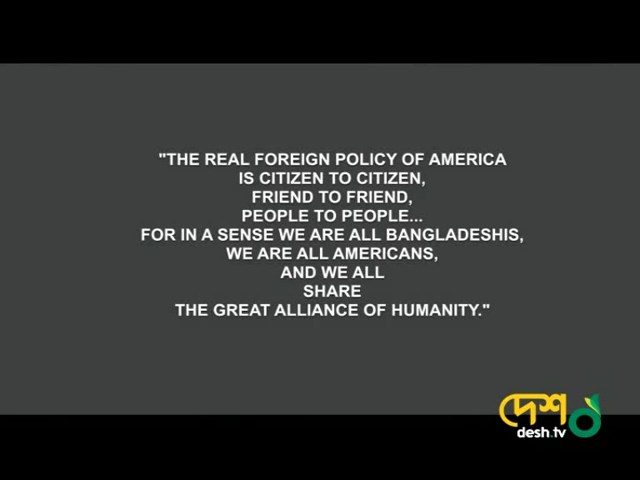 "THE REAL FOREIGN POLICY OF AMERICA
IS CITIZEN TO CITIZEN,
FRIEND TO FRIEND,
PEOPLE TO PEOPLE...
FOR IN A SENSE WE ARE ALL BANGLADESHIS,
WE ARE ALL AMERICANS,
AND WE ALL
SHARE
THE GREAT ALLIANCE OF HUMANITY."
দেশ
desh.tv